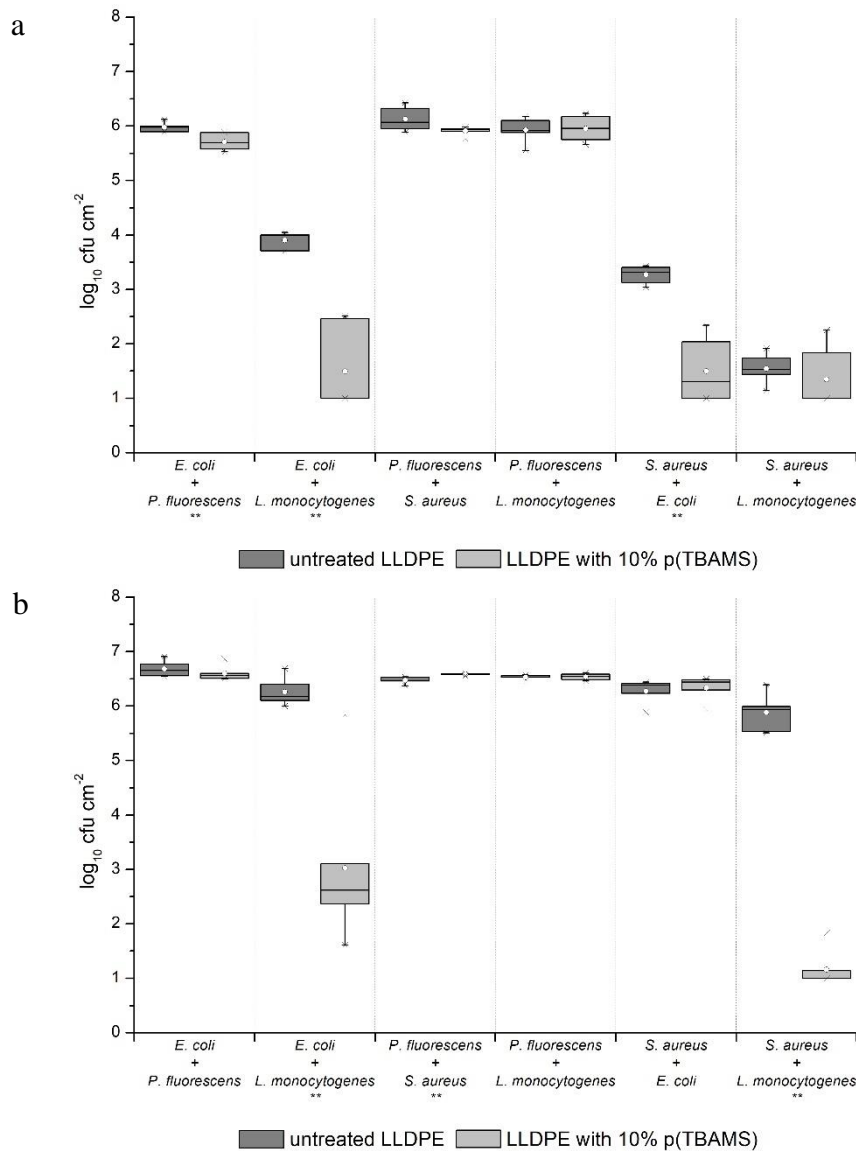 a
8
7
6
5
4
3
2
1
0
log10 cfu cm-2
E. coli + P. fluorescens **
E. coli + L. monocytogenes **
P. fluorescens + S. aureus
P. fluorescens + L. monocytogenes
S. aureus + E. coli **
S. aureus + L. monocytogenes
untreated LLDPE LLDPE with 10% p(TBAMS)
b
8
7
6
5
4
3
2
1
0
log10 cfu cm-2
E. coli + P. fluorescens
E. coli + L. monocytogenes **
P. fluorescens + S. aureus **
P. fluorescens + L. monocytogenes
S. aureus + E. coli
S. aureus + L. monocytogenes **
untreated LLDPE LLDPE with 10% p(TBAMS)